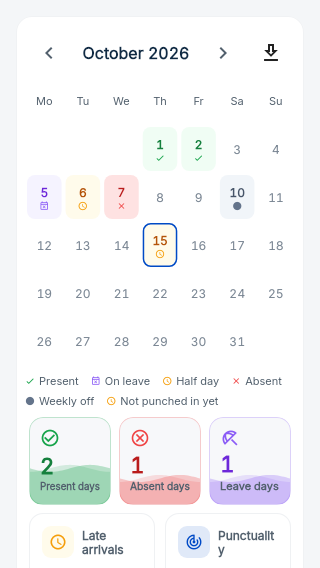 October 2026
Mo Tu We Th Fr Sa Su
1 2 3 4
5 6 7 8 9 10 11
12 13 14 15 16 17 18
19 20 21 22 23 24 25
26 27 28 29 30 31
Present On leave Half day Absent
Weekly off Not punched in yet
2 1 1
Present days Absent days Leave days
Late Punctualit
arrivals y